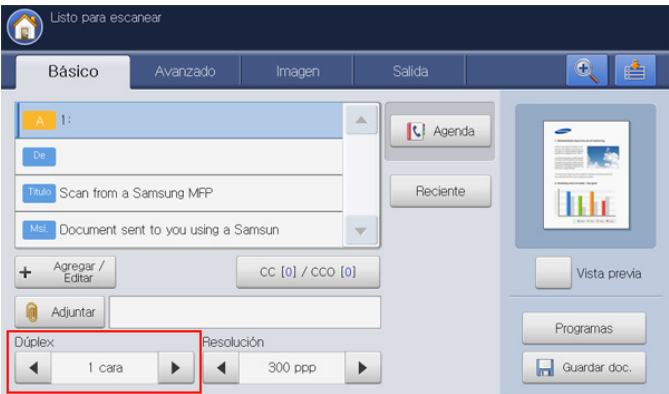 Listo para escanear
Básico
Avanzado
Imagen
Salida
A 1:
De
Título Scan from a Samsung MFP
Msj. Document sent to you using a Samsun
Agenda
Reciente
+ Agregar /
Editar
CC [0] / CCO [0]
Adjuntar
Vista previa
Dúplex
1 cara
Resolución
300 ppp
Programas
Guardar doc.